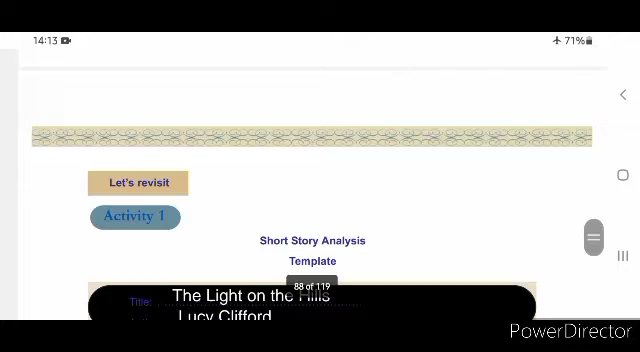 14:13 71%
Let's revisit
Activity 1
Short Story Analysis
Template
88 of 119
Title: The Light on the Hills
Lucy Clifford
PowerDirector